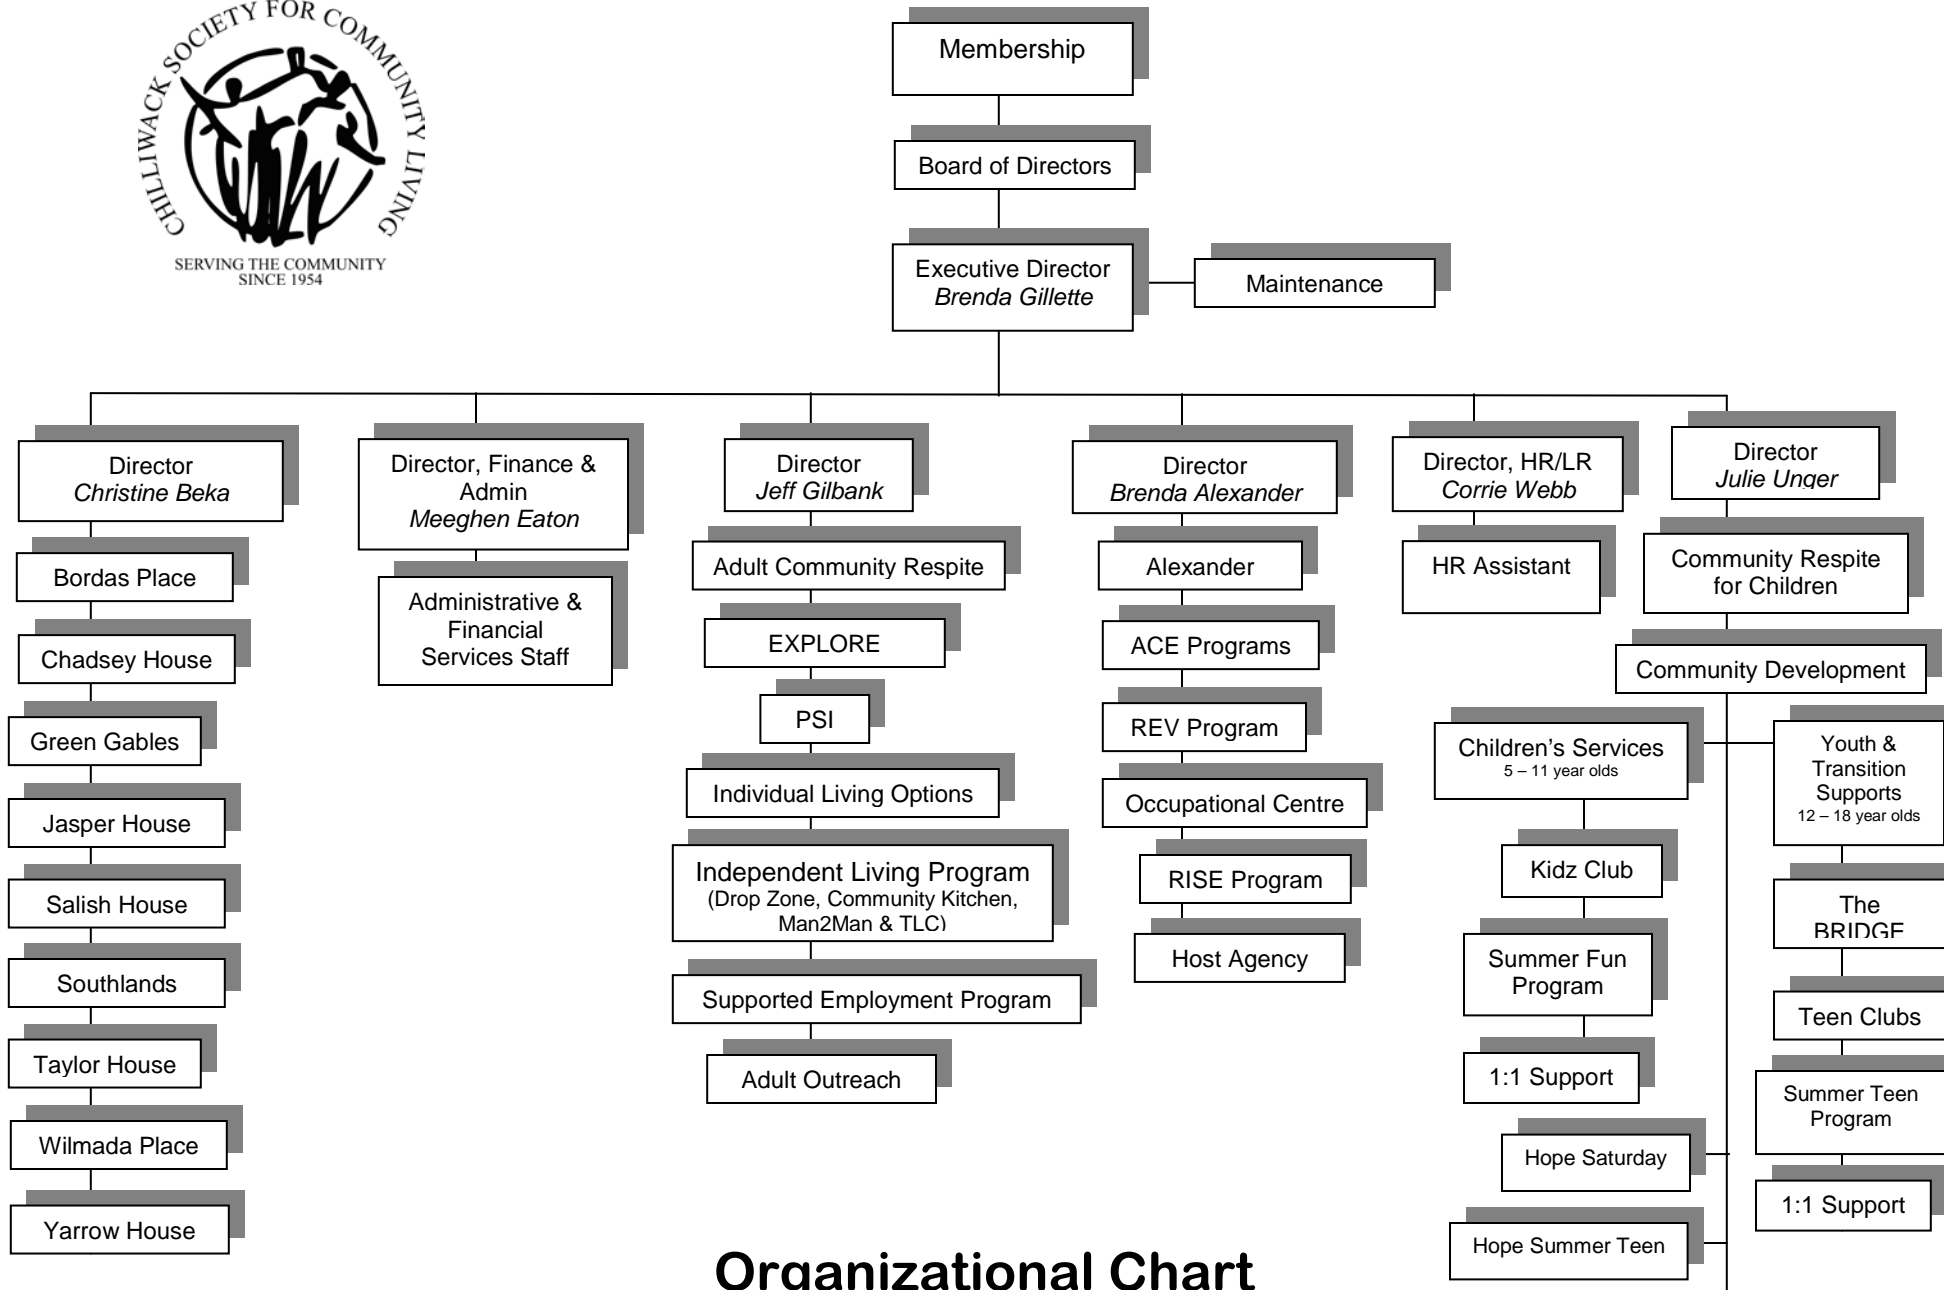 CHILLIWACK SOCIETY FOR COMMUNITY LIVING
SERVING THE COMMUNITY
SINCE 1954
Membership
Board of Directors
Executive Director
Brenda Gillette
Maintenance
Director
Christine Beka
Bordas Place
Chadsey House
Green Gables
Jasper House
Salish House
Southlands
Taylor House
Wilmada Place
Yarrow House
Director, Finance &
Admin
Meeghen Eaton
Administrative &
Financial
Services Staff
Director
Jeff Gilbank
Adult Community Respite
EXPLORE
PSI
Individual Living Options
Independent Living Program
(Drop Zone, Community Kitchen,
Man2Man & TLC)
Supported Employment Program
Adult Outreach
Director
Brenda Alexander
Alexander
ACE Programs
REV Program
Occupational Centre
RISE Program
Host Agency
Director, HR/LR
Corrie Webb
HR Assistant
Director
Julie Unger
Community Respite
for Children
Community Development
Children’s Services
5 – 11 year olds
Kidz Club
Summer Fun
Program
1:1 Support
Hope Saturday
Hope Summer Teen
Youth &
Transition
Supports
12 – 18 year olds
The
BRIDGE
Teen Clubs
Summer Teen
Program
1:1 Support
Organizational Chart